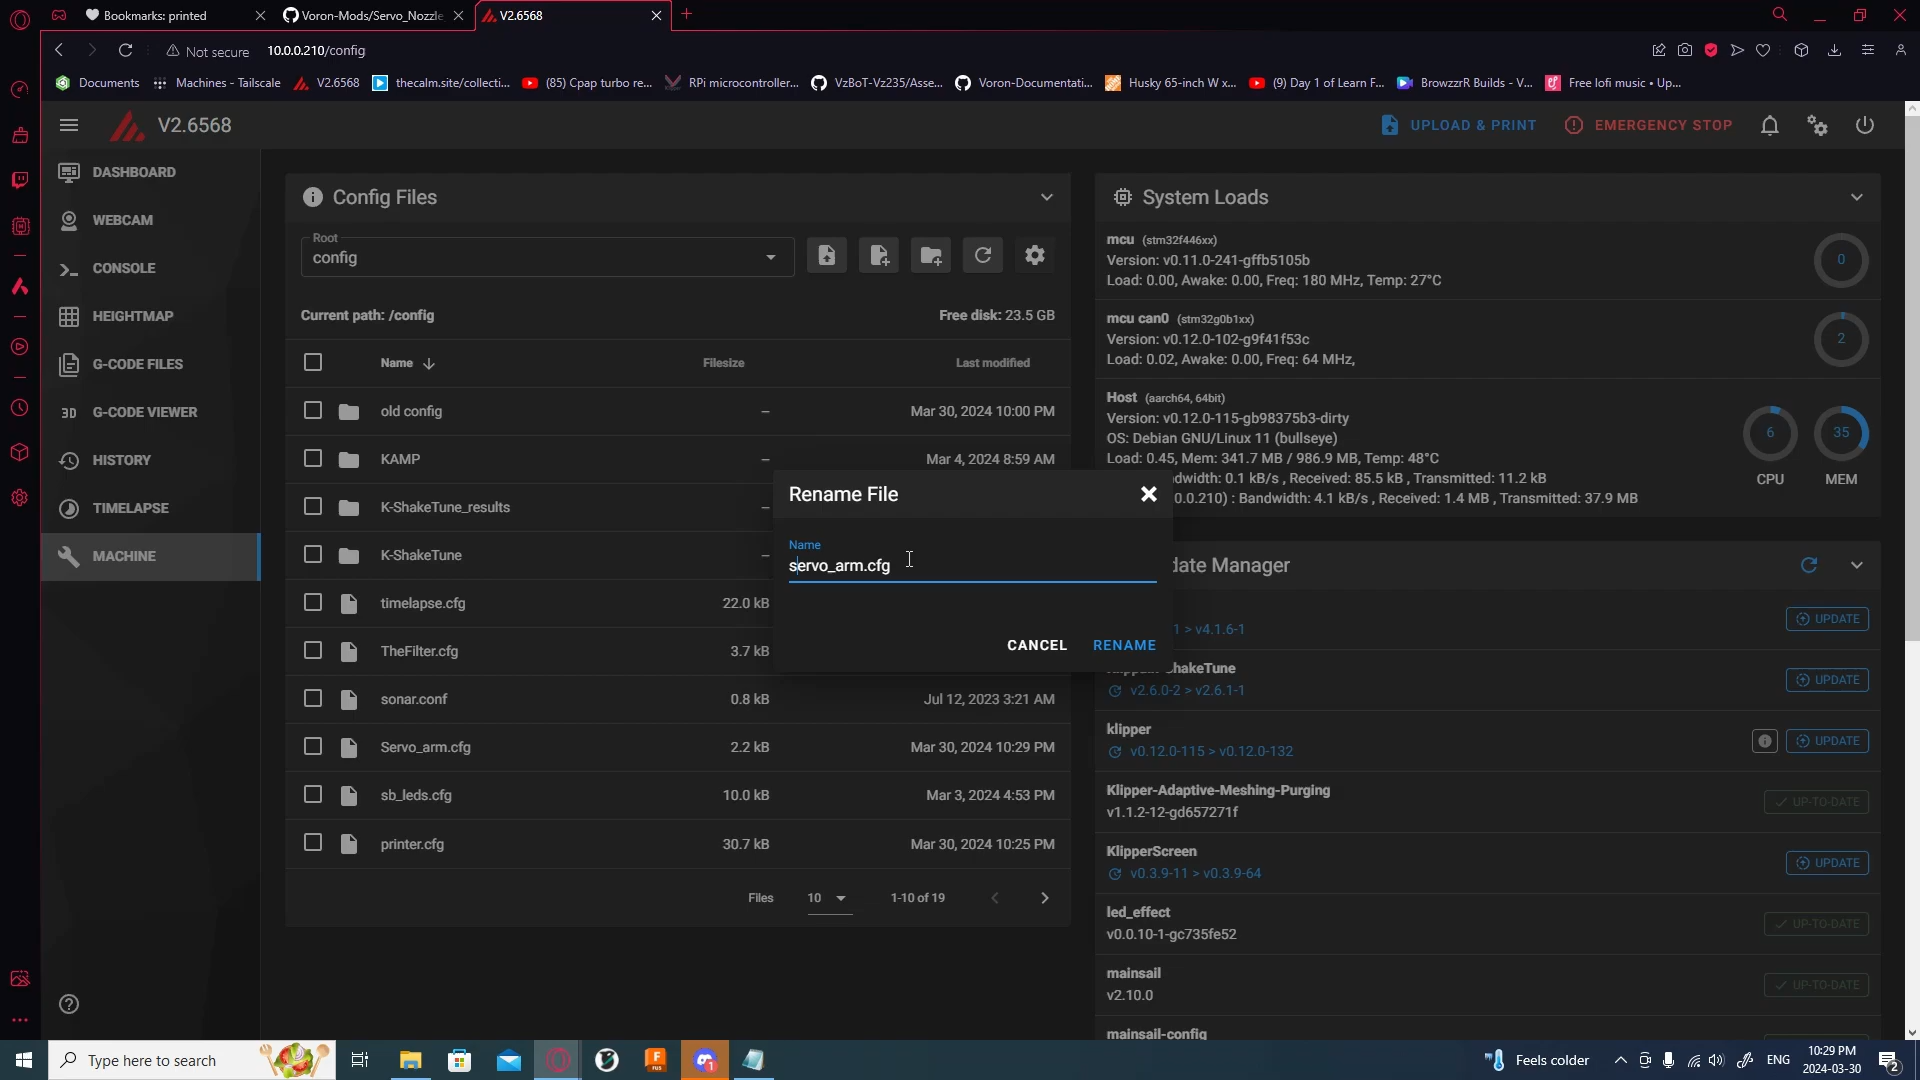 Bookmarks: printed
Voron-Mods/Servo_Nozzle
V2.6568
Not secure
10.0.0.210/config
Documents
Machines - Tailscale
V2.6568
thecalm.site/collecti...
(85) Cpap turbo re...
RPi microcontroller...
VzBoT-Vz235/Asse...
Voron-Documentati...
Husky 65-inch W x...
(9) Day 1 of Learn F...
BrowzzrR Builds - V...
Free lofi music • Up...
V2.6568
UPLOAD & PRINT
EMERGENCY STOP
DASHBOARD
WEBCAM
CONSOLE
HEIGHTMAP
G-CODE FILES
3D G-CODE VIEWER
HISTORY
TIMELAPSE
MACHINE
Config Files
Root
config
Current path: /config
Free disk: 23.5 GB
Name Filesize Last modified
old config – Mar 30, 2024 10:00 PM
KAMP – Mar 4, 2024 8:59 AM
K-ShakeTune_results –
K-ShakeTune –
timelapse.cfg 22.0 kB
TheFilter.cfg 3.7 kB
sonar.conf 0.8 kB Jul 12, 2023 3:21 AM
Servo_arm.cfg 2.2 kB Mar 30, 2024 10:29 PM
sb_leds.cfg 10.0 kB Mar 3, 2024 4:53 PM
printer.cfg 30.7 kB Mar 30, 2024 10:25 PM
Files 10 1-10 of 19
Rename File
Name
servo_arm.cfg
CANCEL RENAME
System Loads
mcu (stm32f446xx)
Version: v0.11.0-241-gffb5105b
Load: 0.00, Awake: 0.00, Freq: 180 MHz, Temp: 27°C
0
mcu can0 (stm32g0b1xx)
Version: v0.12.0-102-g9f41f53c
Load: 0.02, Awake: 0.00, Freq: 64 MHz,
2
Host (aarch64, 64bit)
Version: v0.12.0-115-gb98375b3-dirty
OS: Debian GNU/Linux 11 (bullseye)
Load: 0.45, Mem: 341.7 MB / 986.9 MB, Temp: 48°C
dwidth: 0.1 kB/s , Received: 85.5 kB , Transmitted: 11.2 kB
0.0.210) : Bandwidth: 4.1 kB/s , Received: 1.4 MB , Transmitted: 37.9 MB
6
CPU
35
MEM
date Manager
1 > v4.1.6-1
UPDATE
ShakeTune
v2.6.0-2 > v2.6.1-1
UPDATE
klipper
v0.12.0-115 > v0.12.0-132
UPDATE
Klipper-Adaptive-Meshing-Purging
v1.1.2-12-gd657271f
UP-TO-DATE
KlipperScreen
v0.3.9-11 > v0.3.9-64
UPDATE
led_effect
v0.0.10-1-gc735fe52
UP-TO-DATE
mainsail
v2.10.0
UP-TO-DATE
mainsail-config
Type here to search
Feels colder
ENG
10:29 PM
2024-03-30
2